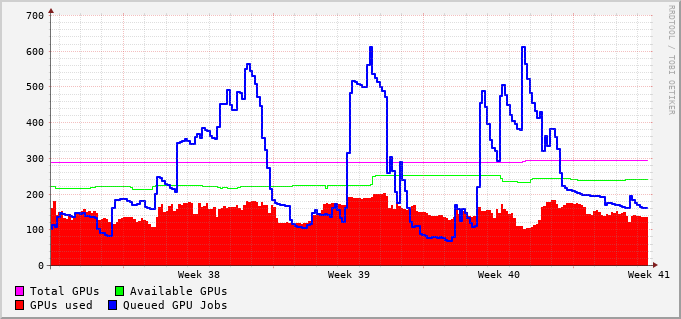 700
600
500
400
300
200
100
0
Week 38 Week 39 Week 40 Week 41
Total GPUs Available GPUs
GPUs used Queued GPU Jobs
RRDTOOL / TOBI OETIKER